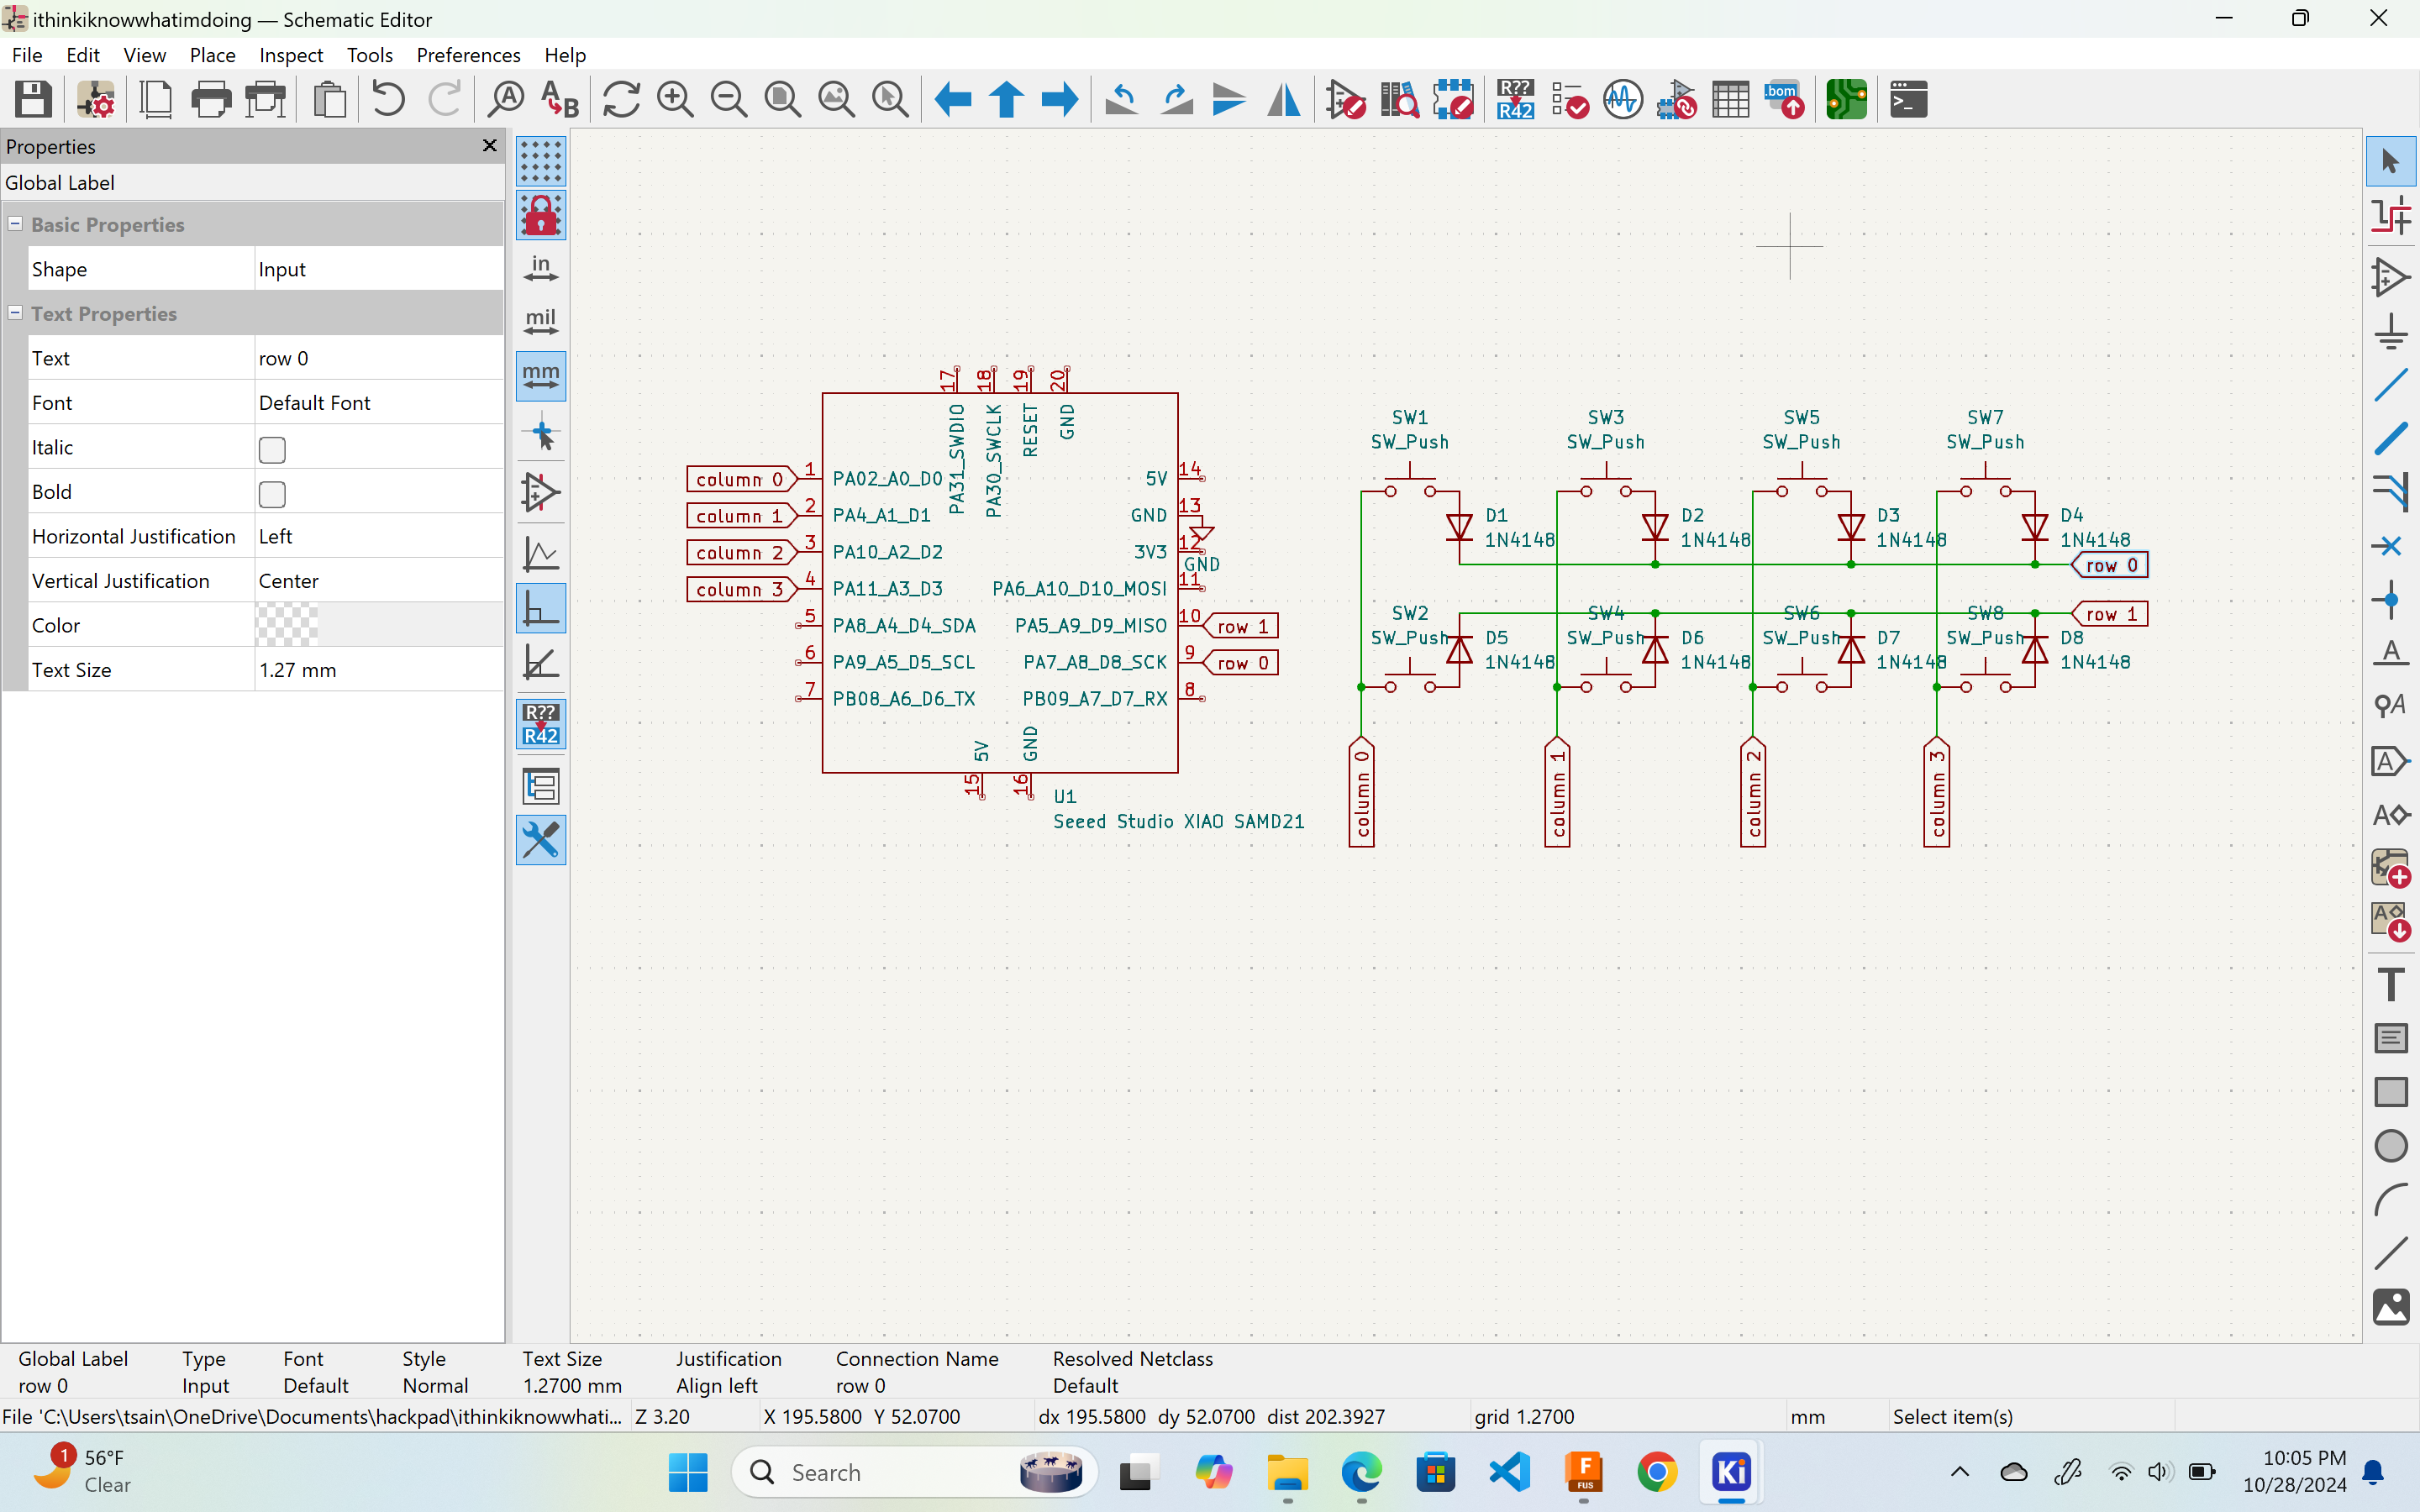 ithinkiknowwhatimdoing — Schematic Editor
File Edit View Place Inspect Tools Preferences Help
A A B R?? R42 .bom >_
Properties
Global Label
Basic Properties
Shape Input
Text Properties
Text row 0
Font Default Font
Italic
Bold
Horizontal Justification Left
Vertical Justification Center
Color
Text Size 1.27 mm
in
mil
mm
R??
R42
17 18 19 20
PA31_SWDIO PA30_SWCLK RESET GND
column 0 1 PA02_A0_D0 5V 14
column 1 2 PA4_A1_D1 GND 13
column 2 3 PA10_A2_D2 3V3 12
GND
column 3 4 PA11_A3_D3 PA6_A10_D10_MOSI 11
5 PA8_A4_D4_SDA PA5_A9_D9_MISO 10 row 1
6 PA9_A5_D5_SCL PA7_A8_D8_SCK 9 row 0
7 PB08_A6_D6_TX PB09_A7_D7_RX 8
5V GND
15 16
U1
Seeed Studio XIAO SAMD21
SW1 SW3 SW5 SW7
SW_Push SW_Push SW_Push SW_Push
D1 D2 D3 D4
1N4148 1N4148 1N4148 1N4148
row 0
SW2 SW4 SW6 SW8 row 1
SW_Push D5 SW_Push D6 SW_Push D7 SW_Push D8
1N4148 1N4148 1N4148 1N4148
column 0 column 1 column 2 column 3
A
A
A
A
A
T
Global Label Type Font Style Text Size Justification Connection Name Resolved Netclass
row 0 Input Default Normal 1.2700 mm Align left row 0 Default
File 'C:\Users\tsain\OneDrive\Documents\hackpad\ithinkiknowwhati... Z 3.20 X 195.5800 Y 52.0700 dx 195.5800 dy 52.0700 dist 202.3927 grid 1.2700 mm Select item(s)
1 56°F
Clear
Search
F
FUS
Ki
10:05 PM
10/28/2024